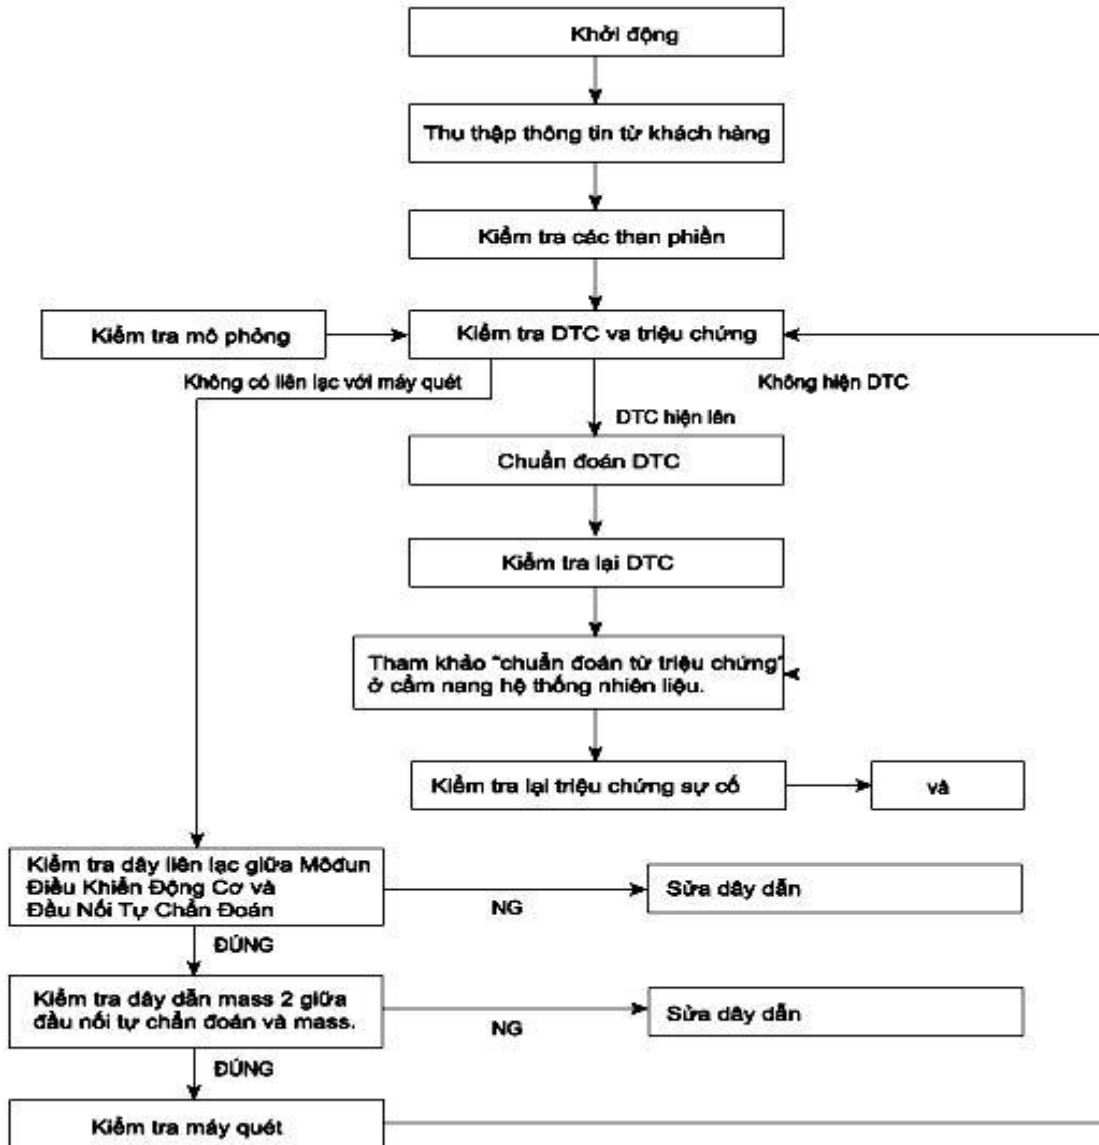 Khởi động
Thu thập thông tin từ khách hàng
Kiểm tra các than phiền
Kiểm tra mô phỏng
Kiểm tra DTC va triệu chứng
Không có liên lạc với máy quét
Không hiện DTC
DTC hiện lên
Chuẩn đoán DTC
Kiểm tra lại DTC
Tham khảo “chuẩn đoán từ triệu chứng”
ở cẩm nang hệ thống nhiên liệu.
Kiểm tra lại triệu chứng sự cố
và
Kiểm tra dây liên lạc giữa Môđun
Điều Khiển Động Cơ và
Đầu Nối Tự Chẩn Đoán
NG
Sửa dây dẫn
ĐÚNG
Kiểm tra dây dẫn mass 2 giữa
đầu nối tự chẩn đoán và mass.
NG
Sửa dây dẫn
ĐÚNG
Kiểm tra máy quét